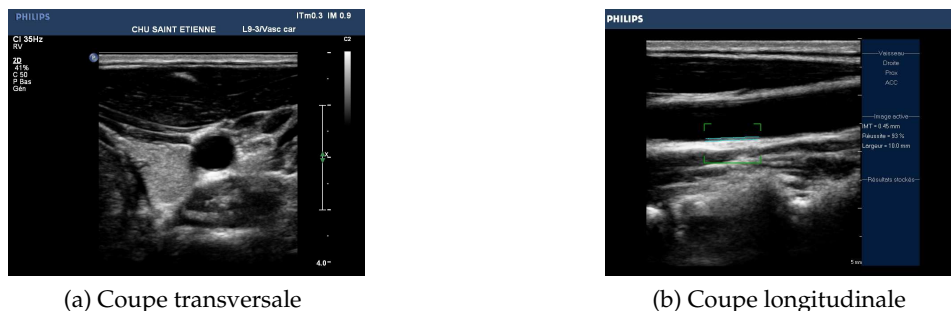 PHILIPS
ITm0.3 IM 0.9
CHU SAINT ETIENNE L9-3/Vasc car
CI 35Hz
RV
2D
41%
C 50
P Bas
Gén
C2
X
4.0
(a) Coupe transversale
PHILIPS
Vaisseau
Droite
Prox
ACC
Image active
IMT = 0.45 mm
Réussite = 93 %
Largeur = 10.0 mm
Résultats stockés
5 mm
(b) Coupe longitudinale